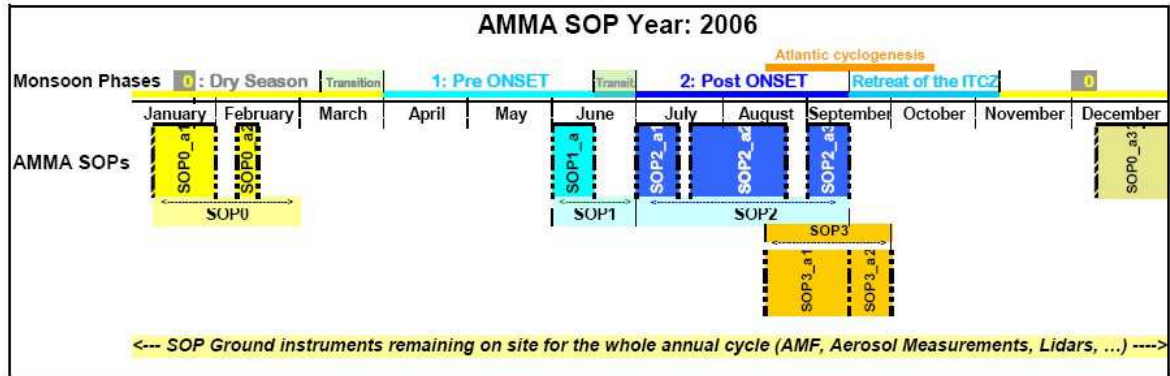 AMMA SOP Year: 2006
Atlantic cyclogenesis
Monsoon Phases 0 : Dry Season Transition 1: Pre ONSET Transit 2: Post ONSET Retreat of the ITCZ 0
January February March April May June July August September October November December
AMMA SOPs SOP0_a1 SOP0_a2 SOP1_a SOP2_a1 SOP2_a2 SOP2_a3 SOP0_a3?
SOP0 SOP1 SOP2
SOP3
SOP3_a1 SOP3_a2
<--- SOP Ground instruments remaining on site for the whole annual cycle (AMF, Aerosol Measurements, Lidars, …) ---->